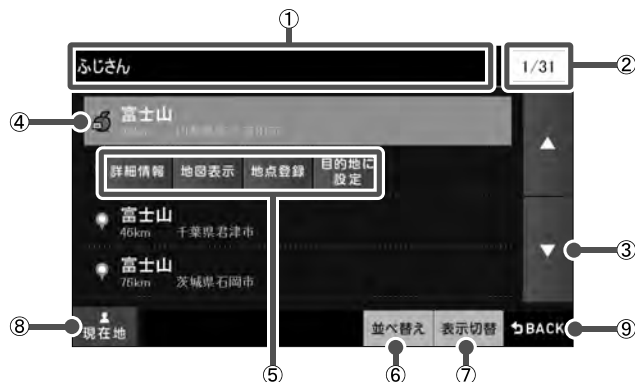 ①
ふじさん
1/31
②
④
富士山
詳細情報 地図表示 地点登録 目的地に
設定
富士山
46km 千葉県君津市
③
富士山
76km 茨城県石岡市
⑧
現在地
並べ替え 表示切替 BACK
⑨
⑤ ⑥ ⑦